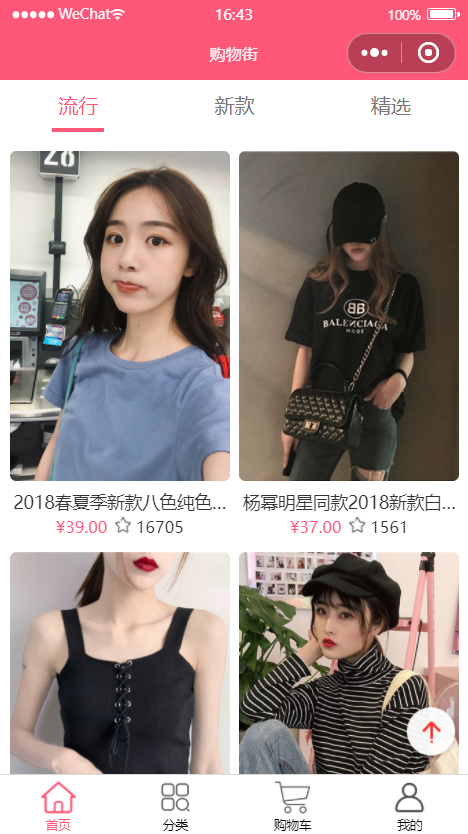 WeChat 16:43 100%
购物街
流行 新款 精选
28
BB
BALENCIAGA
MODE
2018春夏季新款八色纯色...
杨幂明星同款2018新款白...
¥39.00 16705
¥37.00 1561
首页 分类 购物车 我的